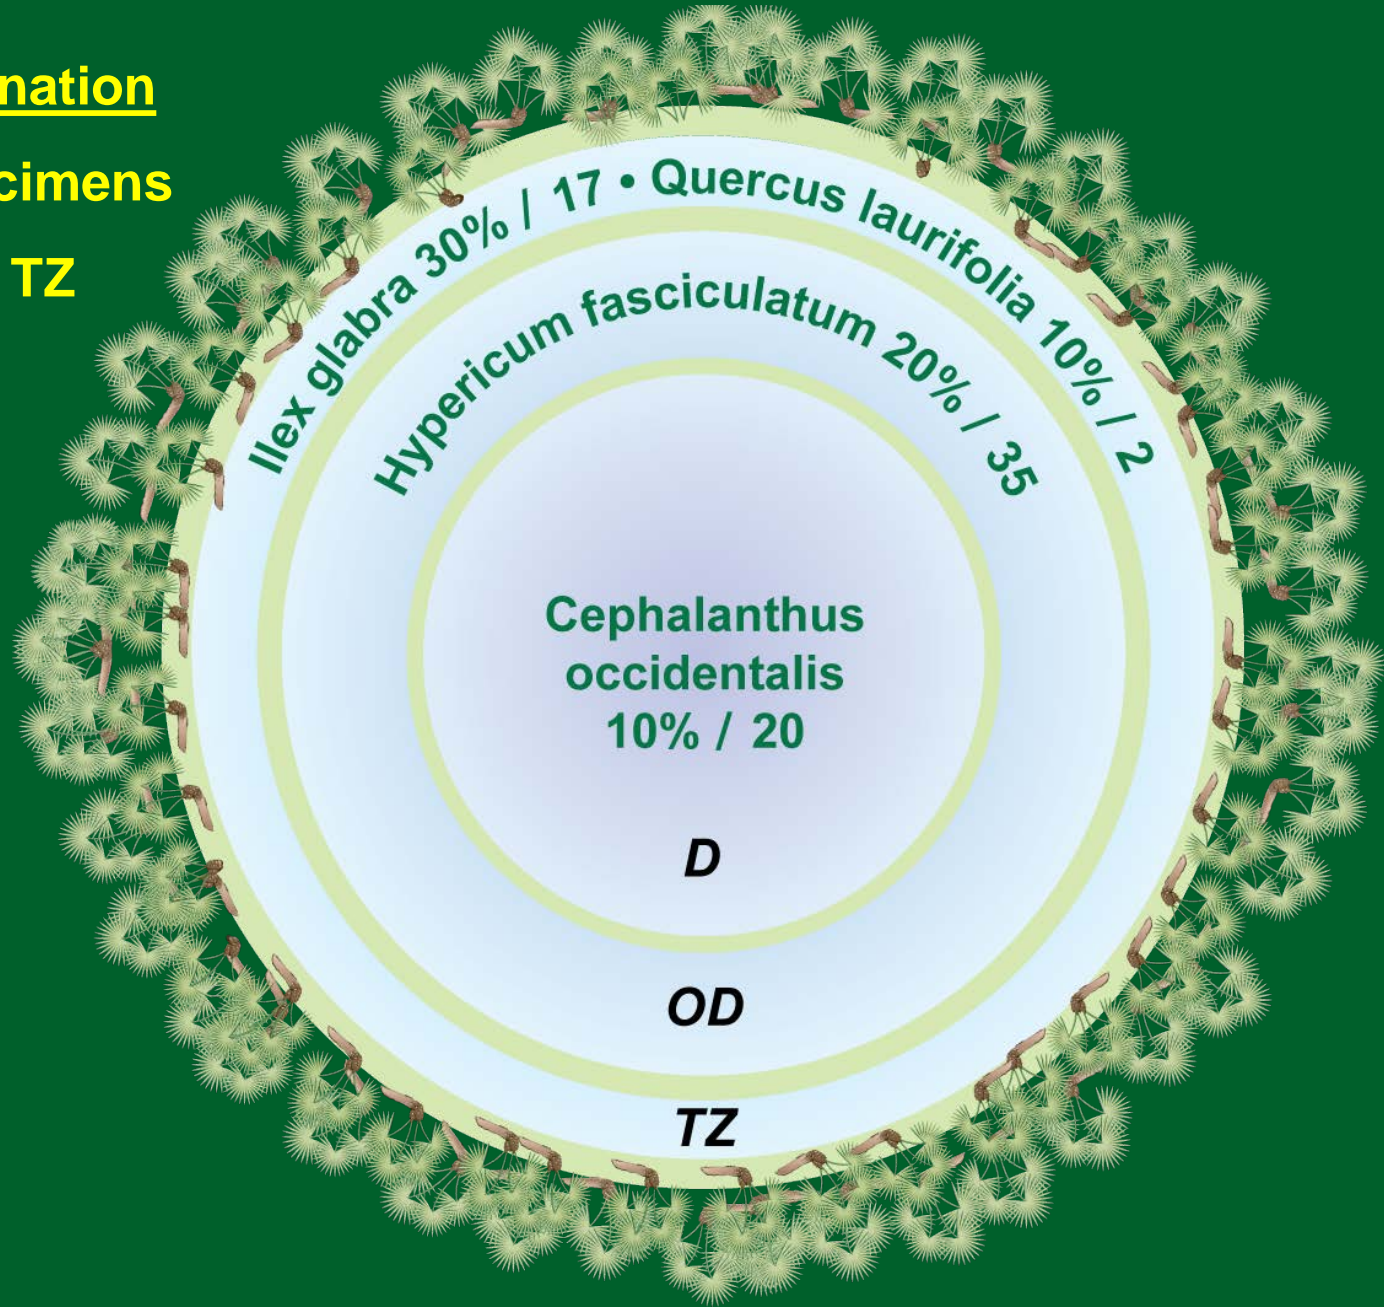 nation
cimens
TZ
Ilex glabra 30% / 17 • Quercus laurifolia 10% / 2
Hypericum fasciculatum 20% / 35
Cephalanthus
occidentalis
10% / 20
D
OD
TZ